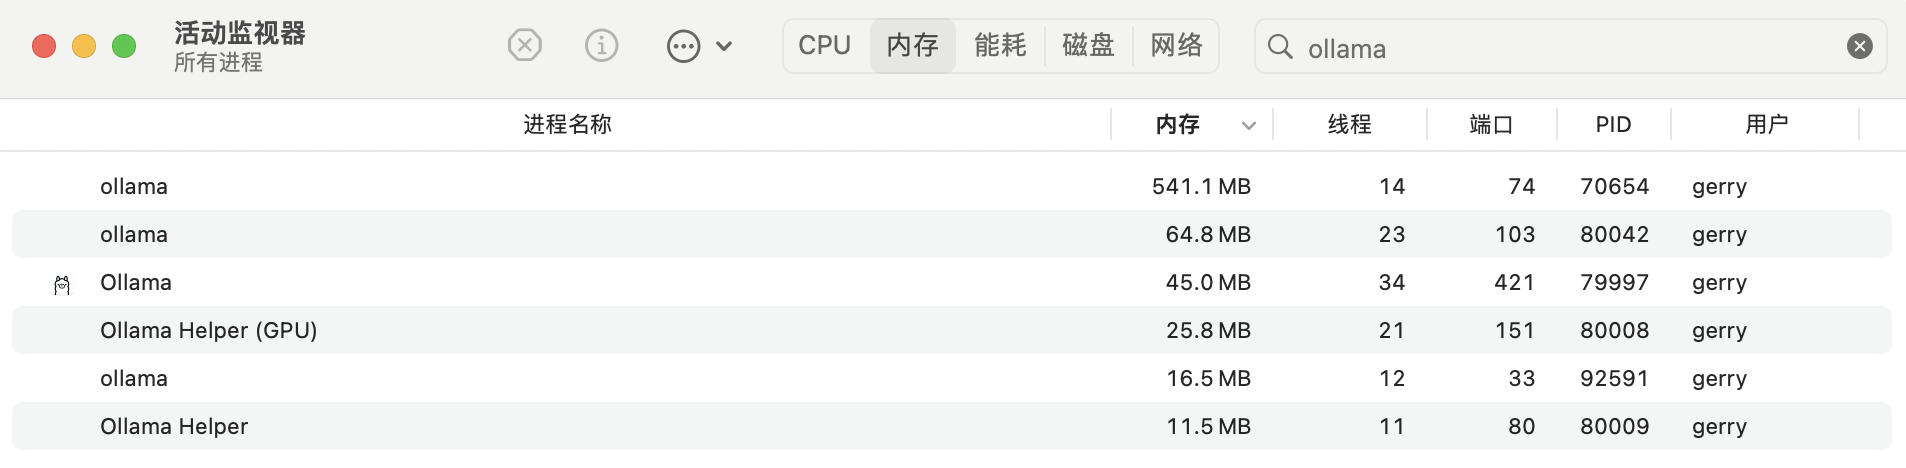 活动监视器
所有进程
CPU 内存 能耗 磁盘 网络
ollama
进程名称 内存 线程 端口 PID 用户
ollama 541.1 MB 14 74 70654 gerry
ollama 64.8 MB 23 103 80042 gerry
Ollama 45.0 MB 34 421 79997 gerry
Ollama Helper (GPU) 25.8 MB 21 151 80008 gerry
ollama 16.5 MB 12 33 92591 gerry
Ollama Helper 11.5 MB 11 80 80009 gerry